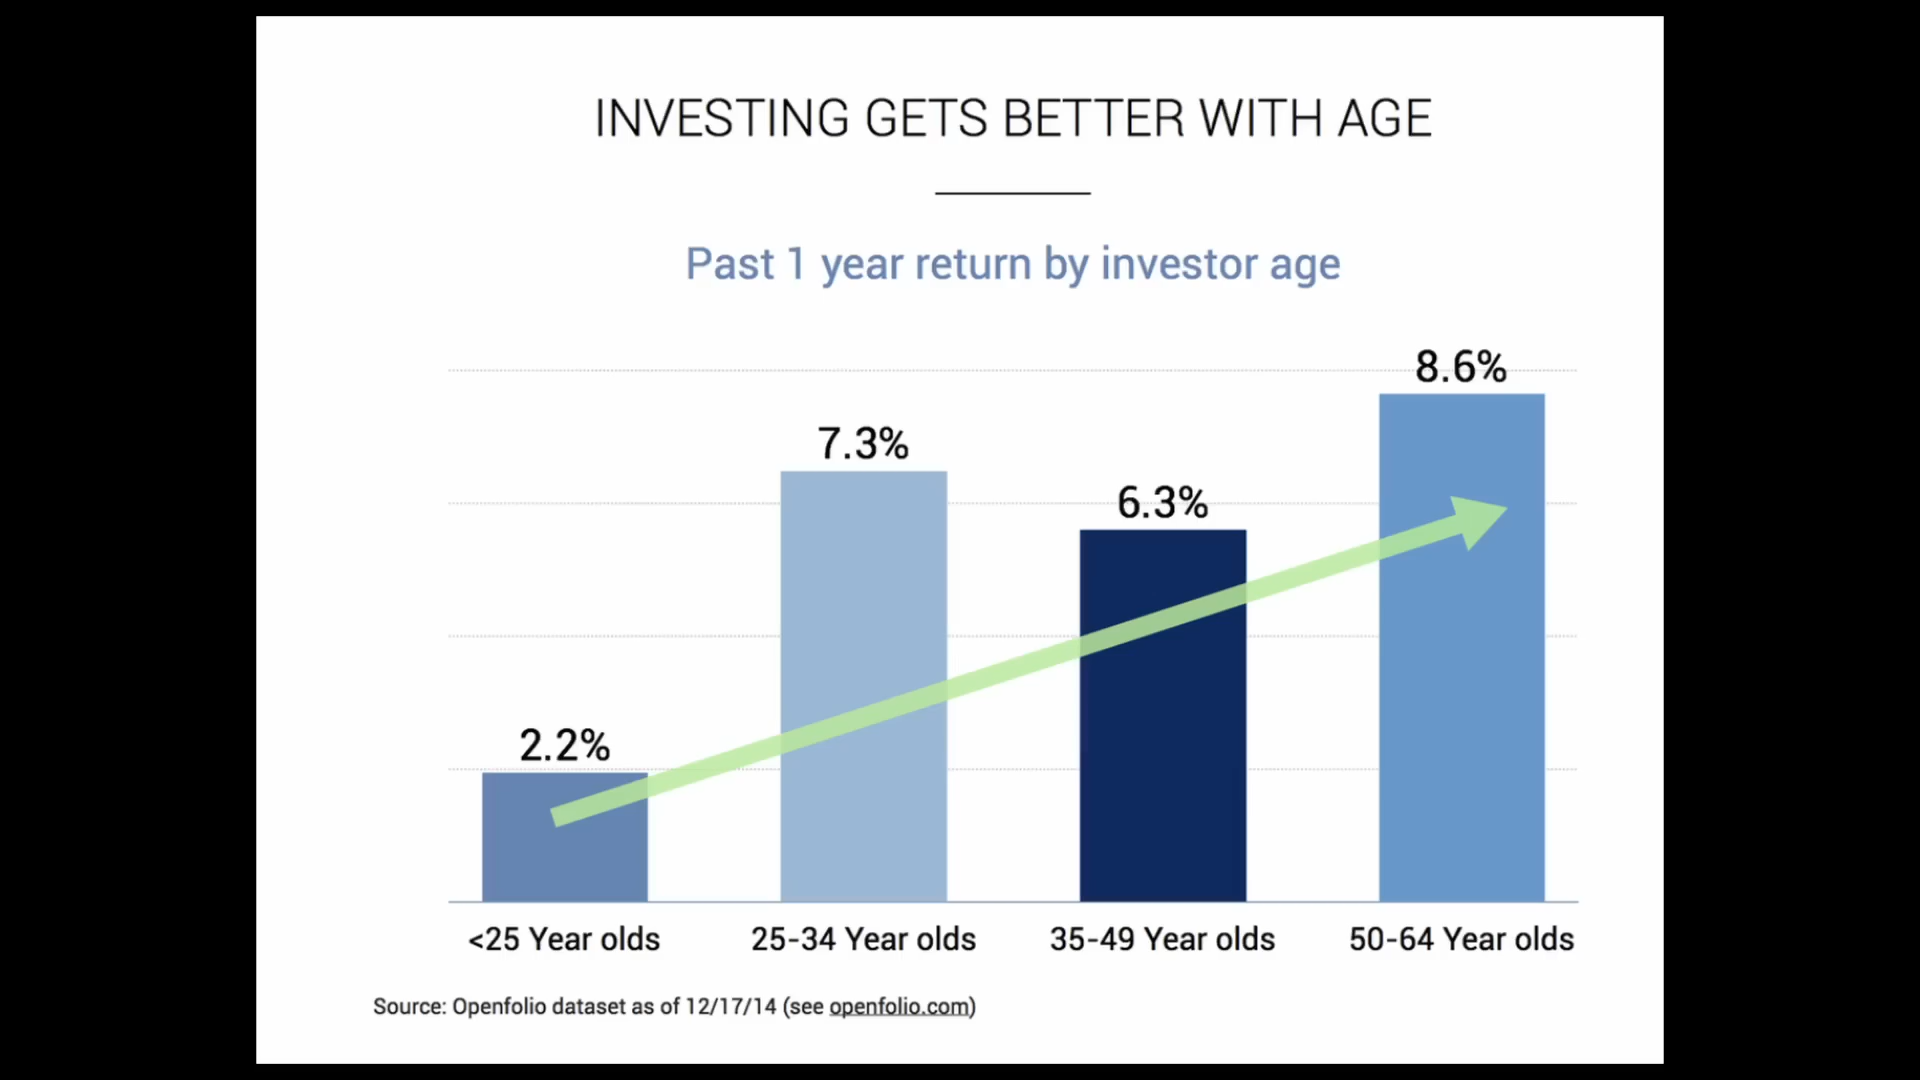 INVESTING GETS BETTER WITH AGE
Past 1 year return by investor age
8.6%
7.3%
6.3%
2.2%
<25 Year olds
25-34 Year olds
35-49 Year olds
50-64 Year olds
Source: Openfolio dataset as of 12/17/14 (see openfolio.com)